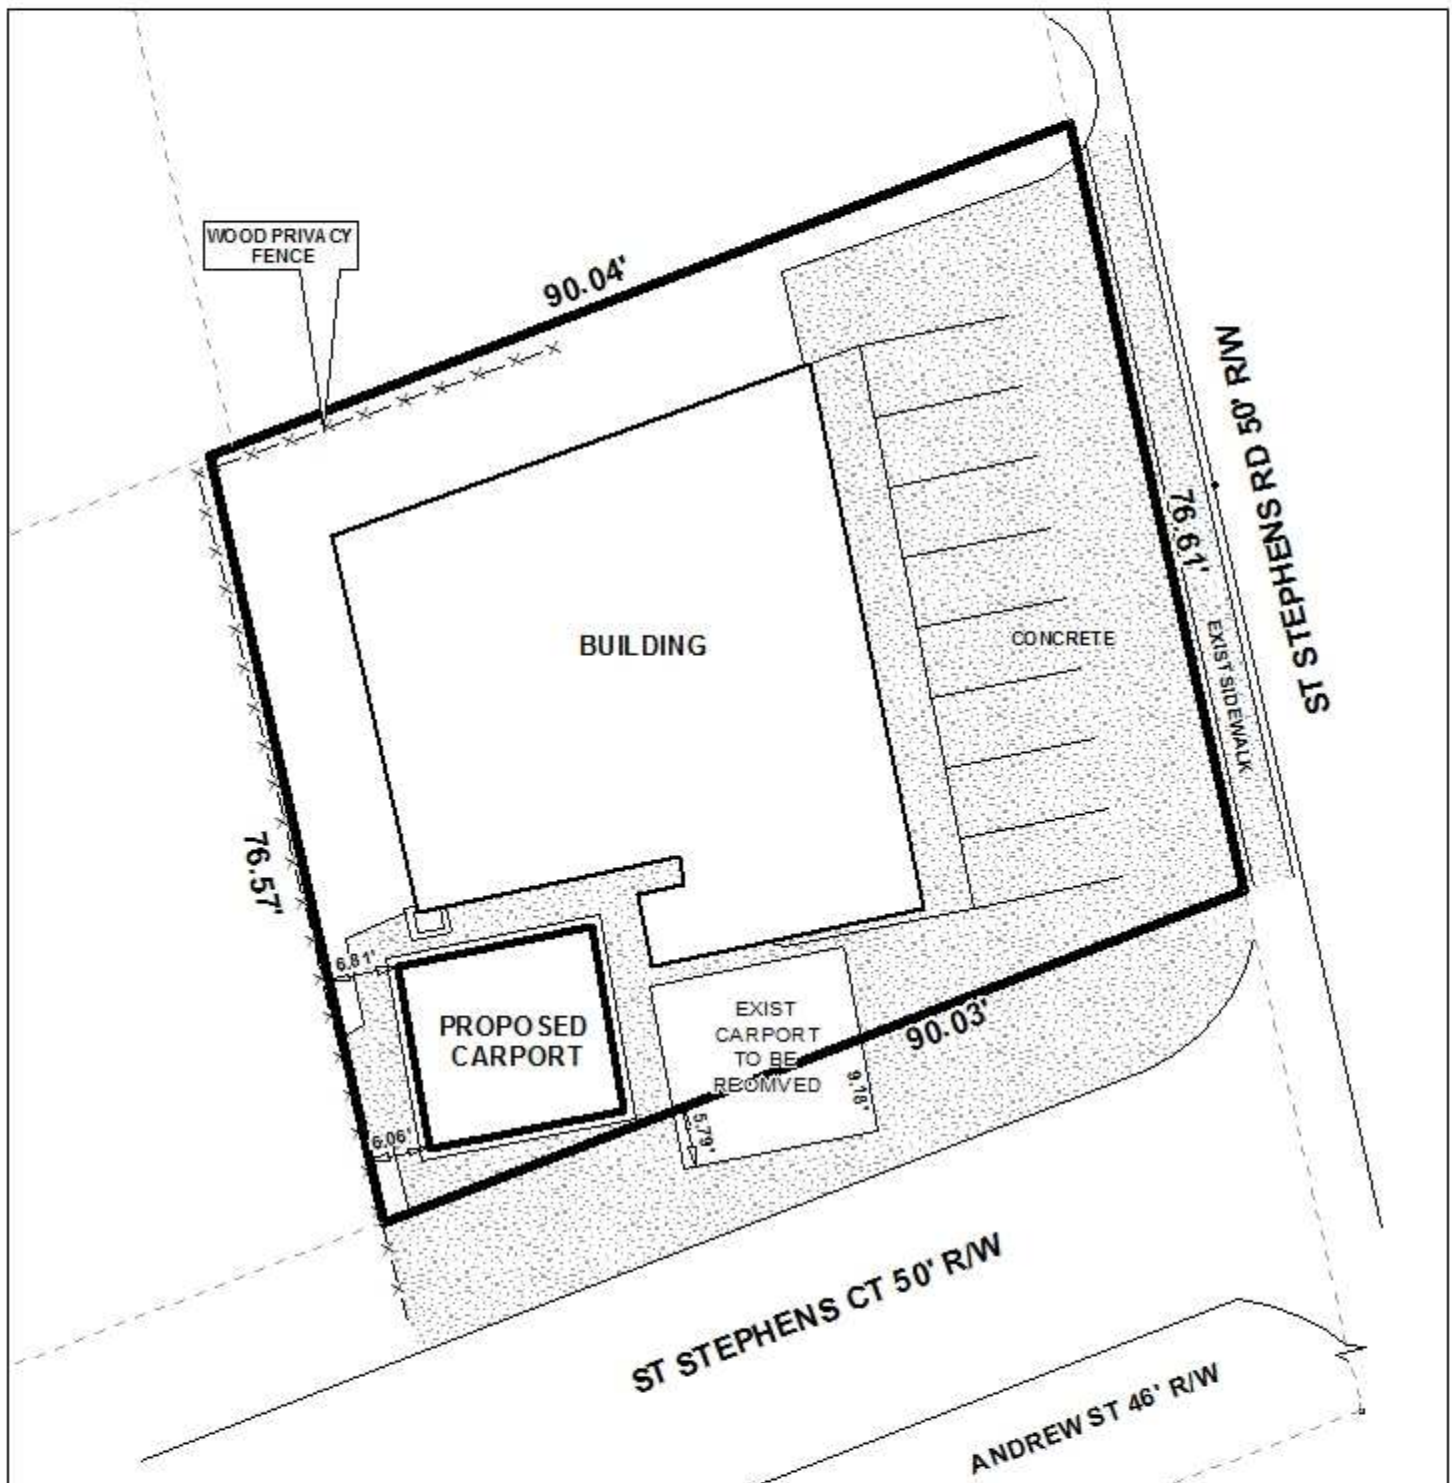 WOOD PRIVACY
FENCE
90.04'
ST STEPHENS RD 50' R/W
76.61'
BUILDING
CONCRETE
EXIST SIDEWALK
76.57'
6.81'
PROPOSED
CARPORT
EXIST
CARPORT
TO BE
REOMVED
90.03'
9.18'
5.79'
6.06'
ST STEPHENS CT 50' R/W
ANDREW ST 46' R/W